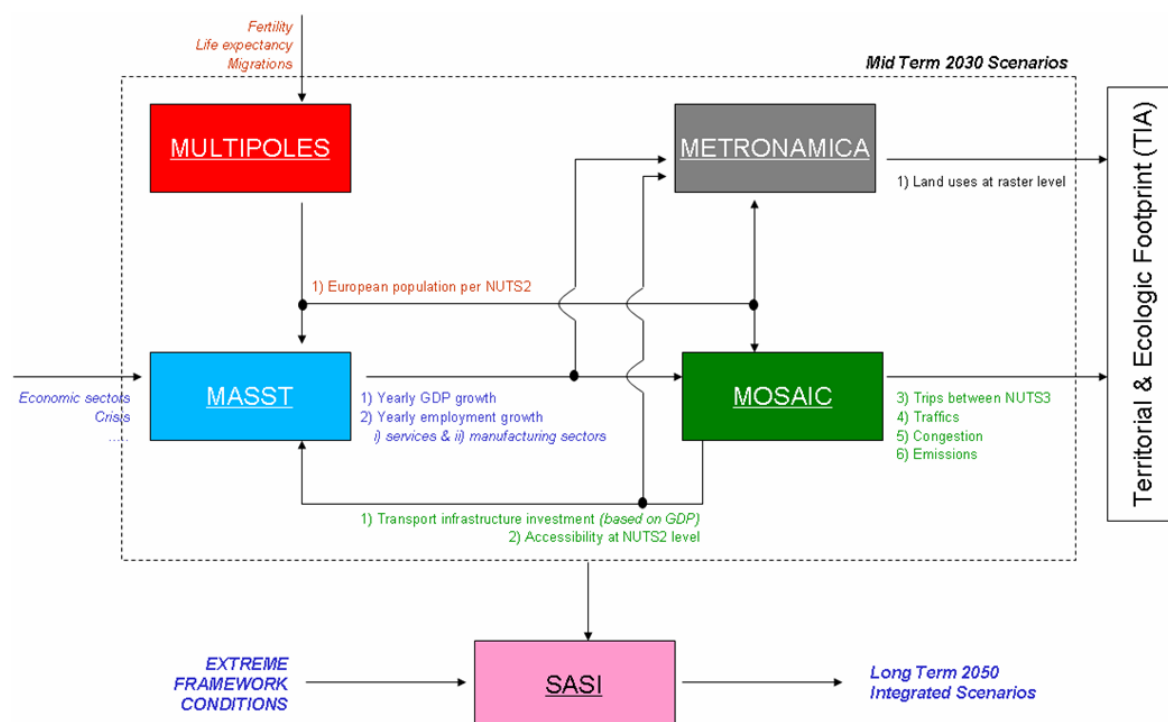 Fertility
Life expectancy
Migrations
Mid Term 2030 Scenarios
MULTIPOLES
METRONAMICA
1) Land uses at raster level
1) European population per NUTS2
Economic sectors
Crisis
.....
MASST
1) Yearly GDP growth
2) Yearly employment growth
i) services & ii) manufacturing sectors
MOSAIC
3) Trips between NUTS3
4) Traffics
5) Congestion
6) Emissions
Territorial & Ecologic Footprint (TIA)
1) Transport infrastructure investment (based on GDP)
2) Accessibility at NUTS2 level
EXTREME
FRAMEWORK
CONDITIONS
SASI
Long Term 2050
Integrated Scenarios